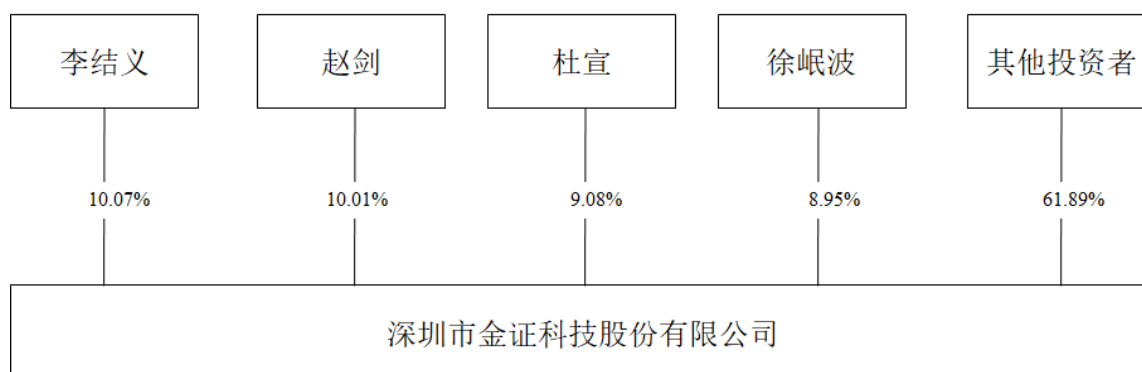 李结义
赵剑
杜宣
徐岷波
其他投资者
10.07%
10.01%
9.08%
8.95%
61.89%
深圳市金证科技股份有限公司